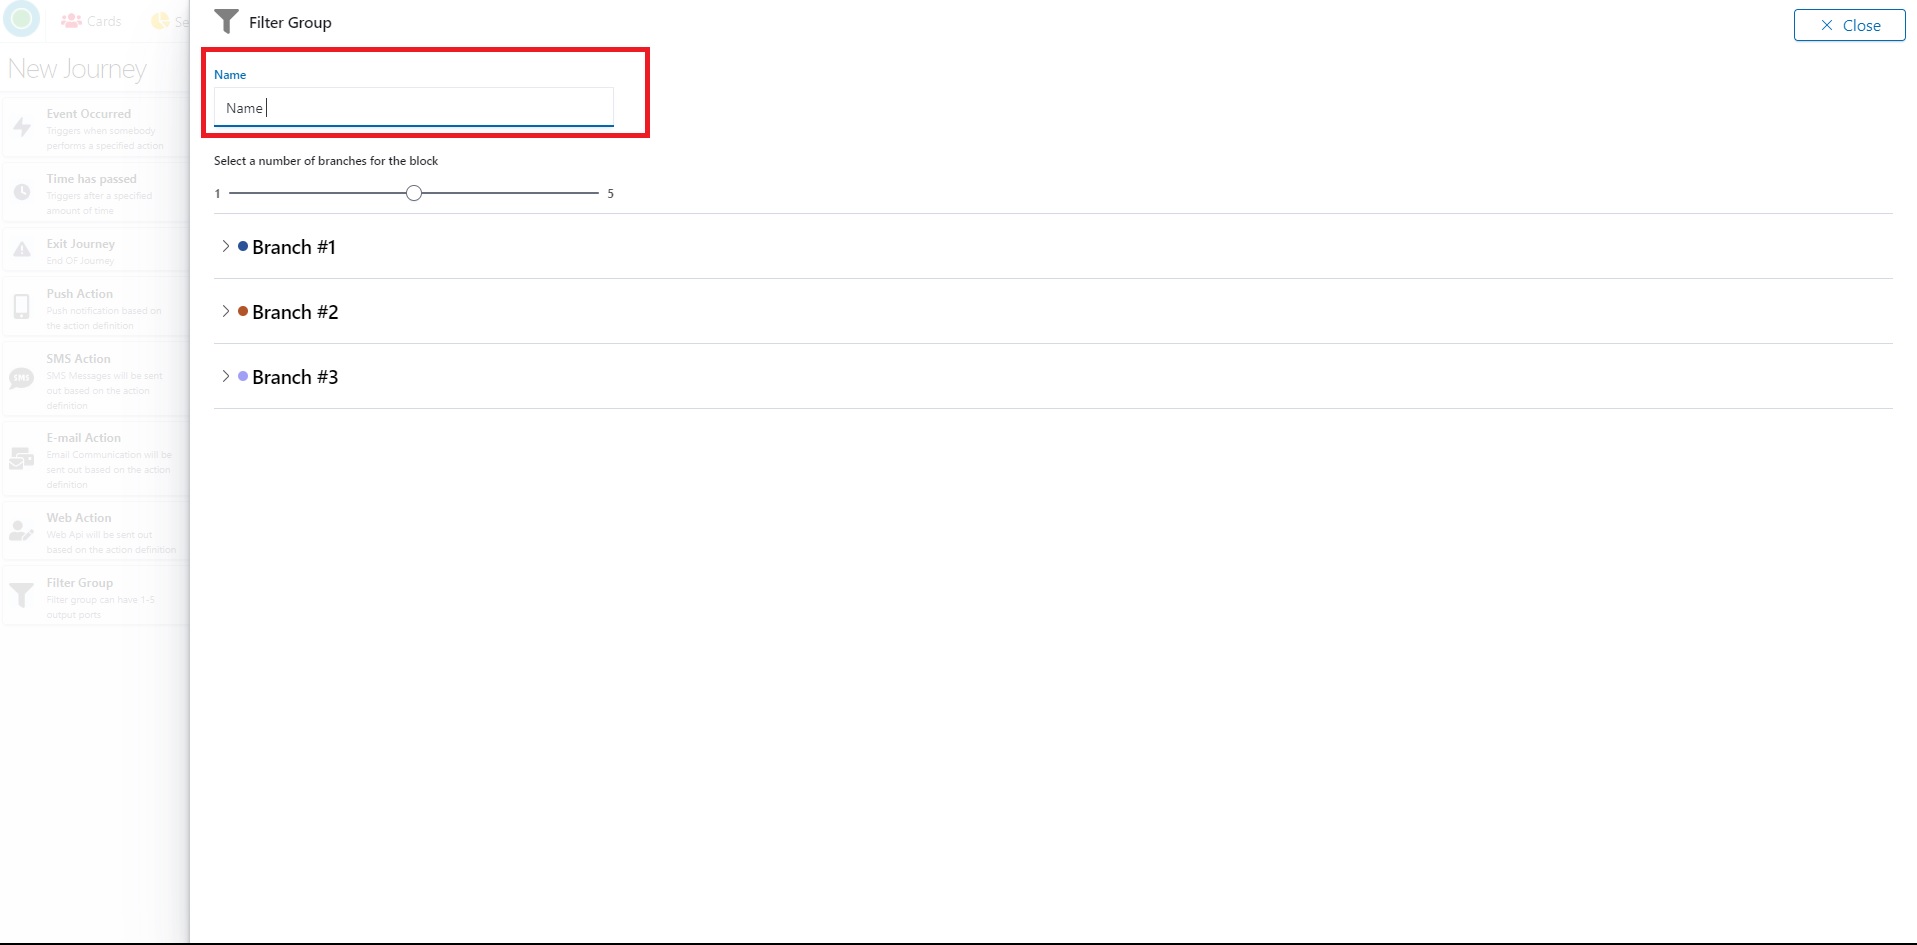 Cards
Se
Filter Group
Close
New Journey
Name
Name
Event Occurred
Triggers when somebody
performs a specified action
Time has passed
Triggers after a specified
amount of time
Exit Journey
End OF Journey
Push Action
Push notification based on
the action definition
SMS Action
SMS
SMS Messages will be sent
out based on the action
definition
E-mail Action
Email Communication will be
sent out based on the action
definition
Web Action
Web Api will be sent out
based on the action definition
Filter Group
Filter group can have 1-5
output ports
Select a number of branches for the block
1 5
Branch #1
Branch #2
Branch #3